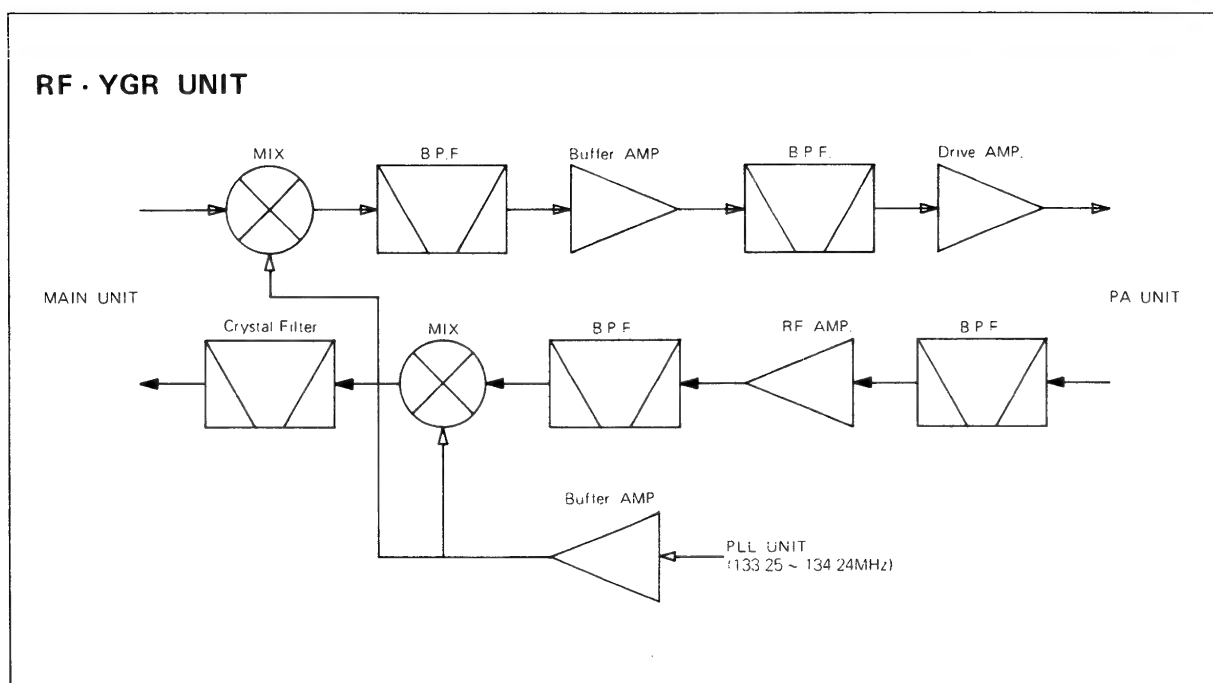 RF · YGR UNIT
MIX
B.P.F
Buffer AMP
B.P.F.
Drive AMP.
MAIN UNIT
PA UNIT
Crystal Filter
MIX
B P F
RF AMP.
B P F
Buffer AMP
PLL UNIT
(133.25 ~ 134.24MHz)